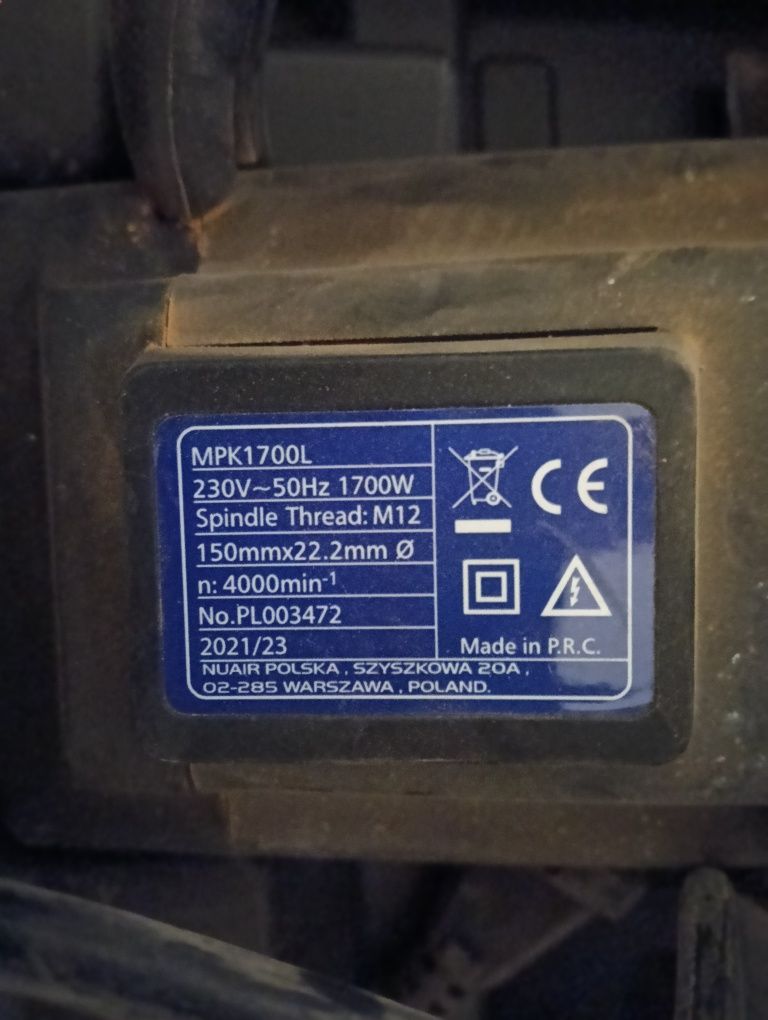 MPK1700L
230V~50Hz 1700W
Spindle Thread: M12
150mmx22.2mm Ø
n: 4000min⁻¹
No.PL003472
2021/23
CE
Made in P.R.C.
NUAIR POLSKA , SZYSZKOWA 20A ,
02-285 WARSZAWA , POLAND.